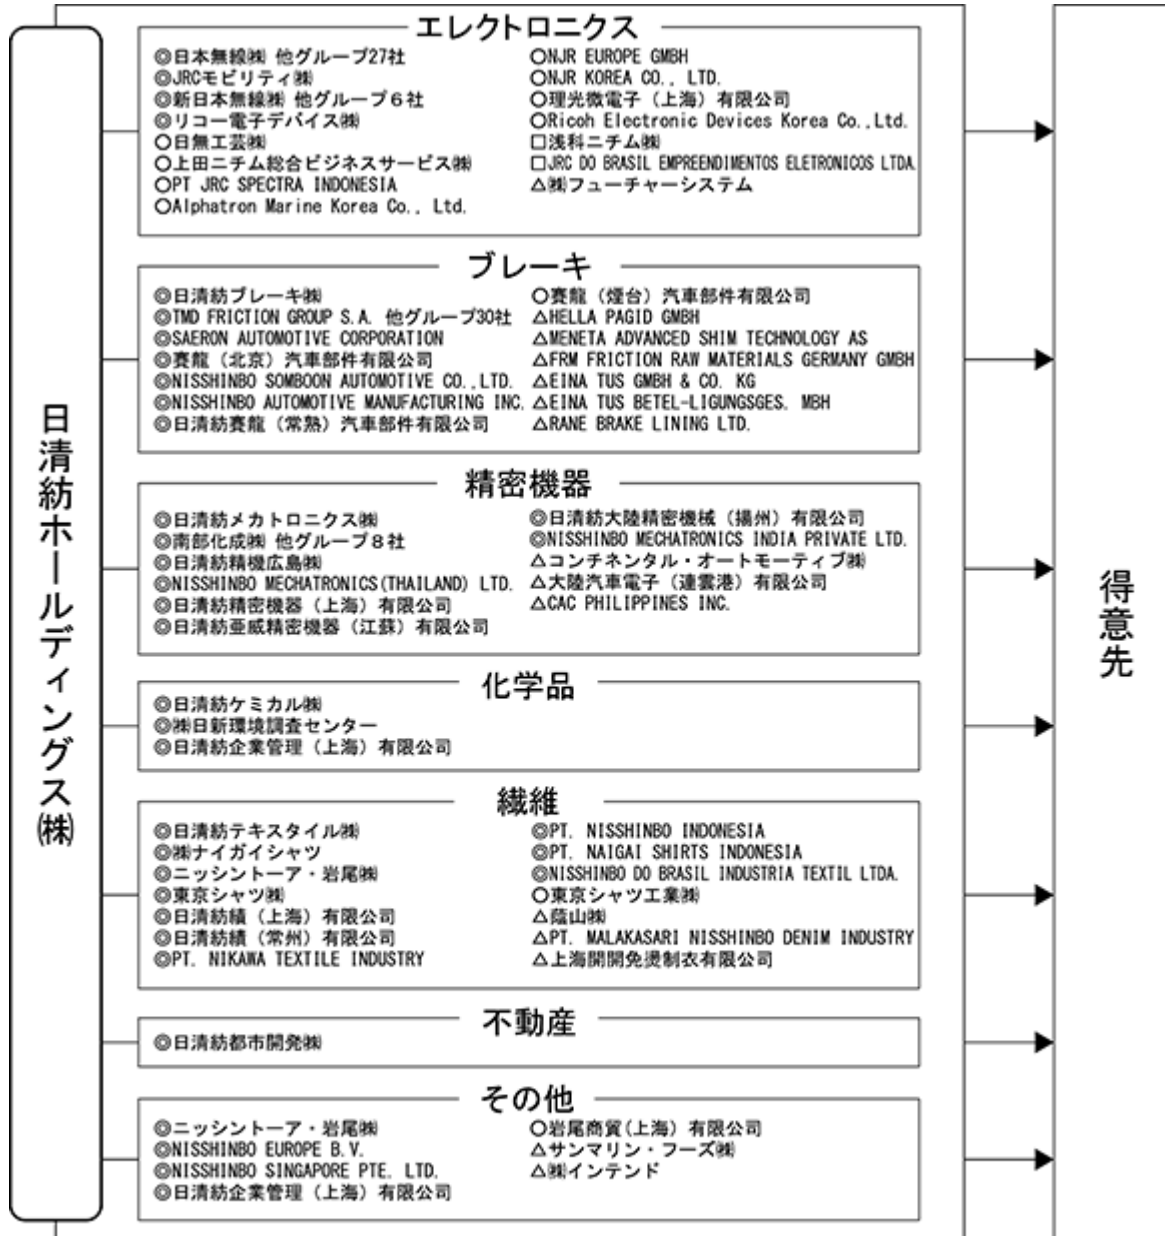 日清紡ホールディングス㈱
エレクトロニクス
◎日本無線㈱ 他グループ27社
◎JRCモビリティ㈱
◎新日本無線㈱ 他グループ6社
◎リコー電子デバイス㈱
○日無工芸㈱
○上田ニチム総合ビジネスサービス㈱
○PT JRC SPECTRA INDONESIA
○Alphatron Marine Korea Co., Ltd.
○NJR EUROPE GMBH
○NJR KOREA CO., LTD.
○理光微電子（上海）有限公司
○Ricoh Electronic Devices Korea Co.,Ltd.
□浅科ニチム㈱
□JRC DO BRASIL EMPREENDIMENTOS ELETRONICOS LTDA.
△㈱フューチャーシステム
ブレーキ
◎日清紡ブレーキ㈱
◎TMD FRICTION GROUP S.A. 他グループ30社
◎SAERON AUTOMOTIVE CORPORATION
◎賽龍（北京）汽車部件有限公司
◎NISSHINBO SOMBOON AUTOMOTIVE CO.,LTD.
◎NISSHINBO AUTOMOTIVE MANUFACTURING INC.
◎日清紡賽龍（常熟）汽車部件有限公司
○賽龍（煙台）汽車部件有限公司
△HELLA PAGID GMBH
△MENETA ADVANCED SHIM TECHNOLOGY AS
△FRM FRICTION RAW MATERIALS GERMANY GMBH
△EINA TUS GMBH & CO. KG
△EINA TUS BETEL-LIGUNGSGES. MBH
△RANE BRAKE LINING LTD.
精密機器
◎日清紡メカトロニクス㈱
◎南部化成㈱ 他グループ8社
◎日清紡精機広島㈱
◎NISSHINBO MECHATRONICS(THAILAND) LTD.
◎日清紡精密機器（上海）有限公司
◎日清紡亜威精密機器（江蘇）有限公司
◎日清紡大陸精密機械（揚州）有限公司
◎NISSHINBO MECHATRONICS INDIA PRIVATE LTD.
△コンチネンタル・オートモーティブ㈱
△大陸汽車電子（連雲港）有限公司
△CAC PHILIPPINES INC.
化学品
◎日清紡ケミカル㈱
◎㈱日新環境調査センター
◎日清紡企業管理（上海）有限公司
繊維
◎日清紡テキスタイル㈱
◎㈱ナイガイシャツ
◎ニッシントーア・岩尾㈱
◎東京シャツ㈱
◎日清紡績（上海）有限公司
◎日清紡績（常州）有限公司
◎PT. NIKAWA TEXTILE INDUSTRY
◎PT. NISSHINBO INDONESIA
◎PT. NAIGAI SHIRTS INDONESIA
◎NISSHINBO DO BRASIL INDUSTRIA TEXTIL LTDA.
○東京シャツ工業㈱
△蔭山㈱
△PT. MALAKASARI NISSHINBO DENIM INDUSTRY
△上海開開免燙制衣有限公司
不動産
◎日清紡都市開発㈱
その他
◎ニッシントーア・岩尾㈱
◎NISSHINBO EUROPE B.V.
◎NISSHINBO SINGAPORE PTE. LTD.
◎日清紡企業管理（上海）有限公司
○岩尾商貿(上海）有限公司
△サンマリン・フーズ㈱
△㈱インテンド
得意先